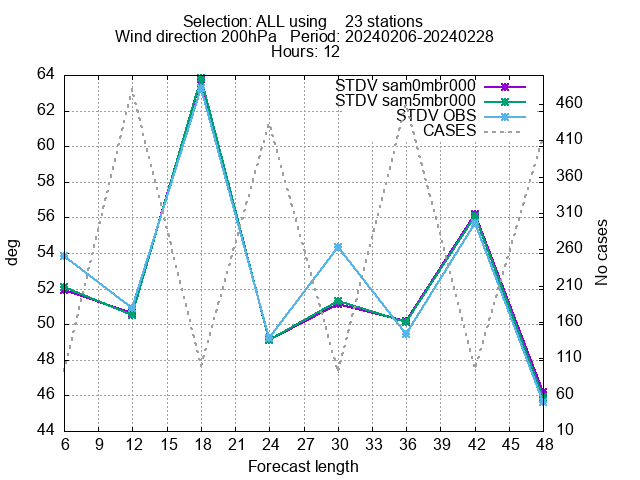 Selection: ALL using    23 stations
Wind direction 200hPa   Period: 20240206-20240228
Hours: 12
STDV sam0mbr000
STDV sam5mbr000
STDV OBS
CASES
64
62
60
58
56
54
52
50
48
46
44
deg
460
410
360
310
260
210
160
110
60
10
No cases
6 9 12 15 18 21 24 27 30 33 36 39 42 45 48
Forecast length